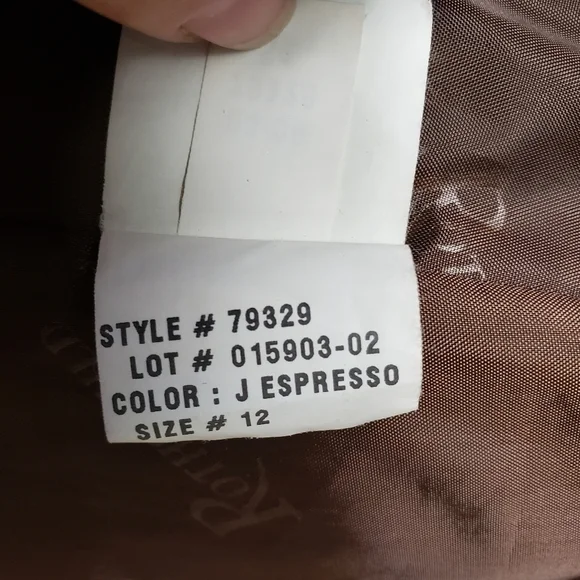 STYLE # 79329
LOT # 015903-02
COLOR : J ESPRESSO
SIZE # 12